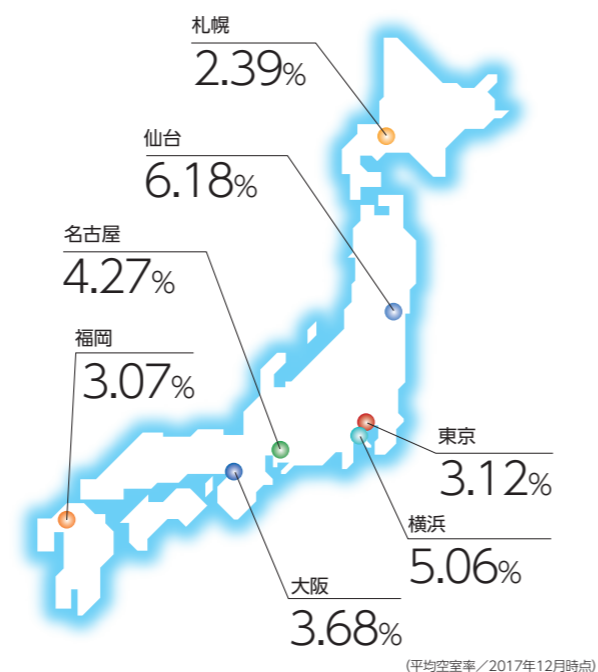 札幌
2.39%
仙台
6.18%
名古屋
4.27%
福岡
3.07%
東京
3.12%
横浜
5.06%
大阪
3.68%
(平均空室率／2017年12月時点)